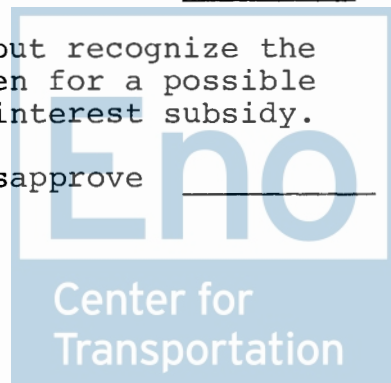 out recognize the
en for a possible
interest subsidy.
sapprove
Eno
Center for
Transportation